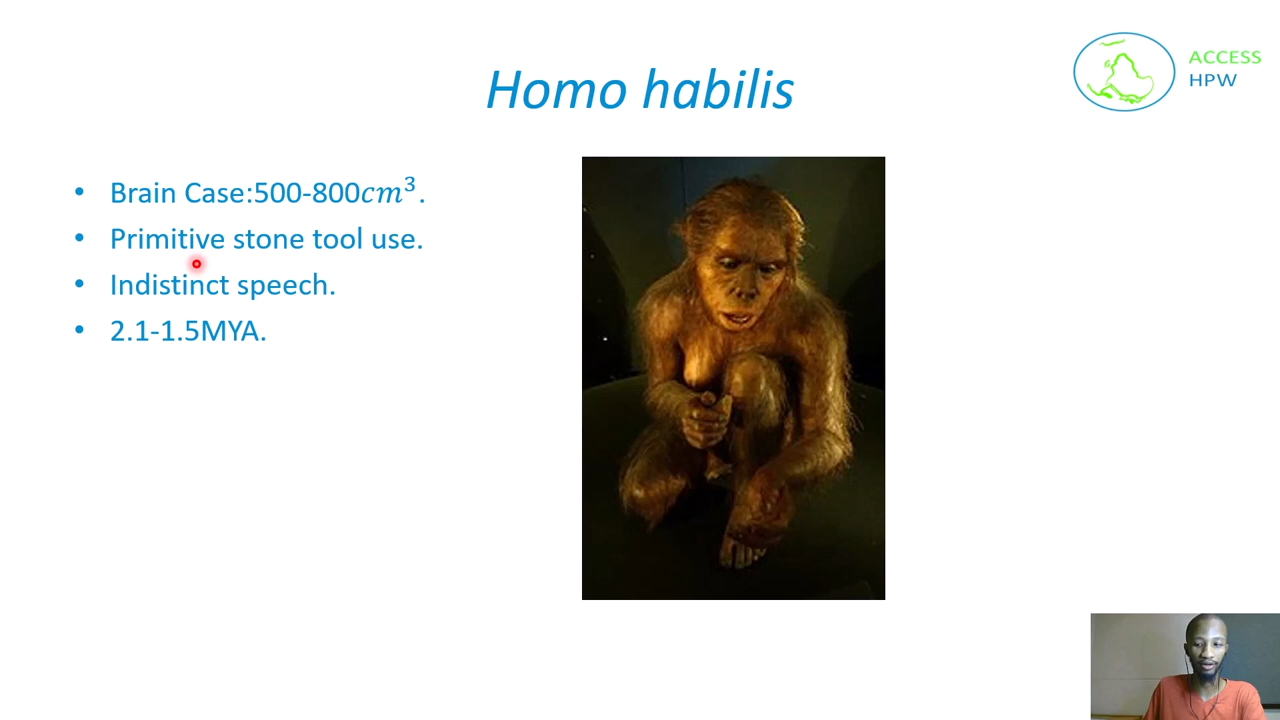 Homo habilis
ACCESS
HPW
• Brain Case:500-800cm³.
• Primitive stone tool use.
• Indistinct speech.
• 2.1-1.5MYA.